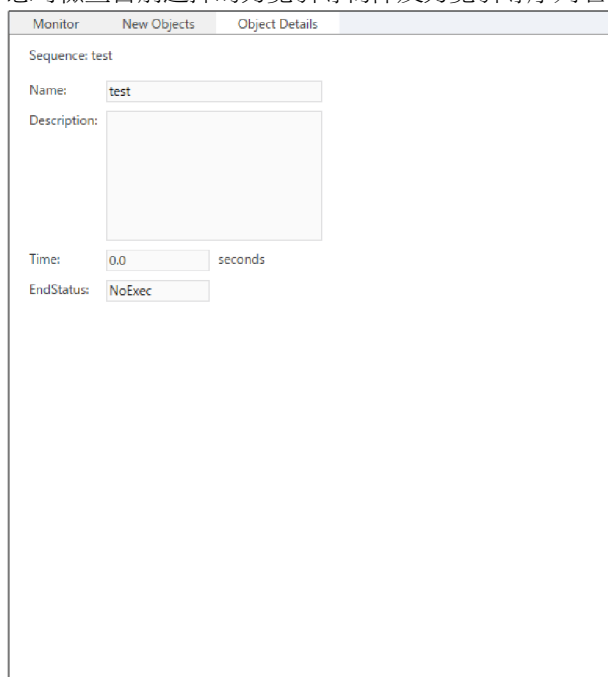 Monitor New Objects Object Details
Sequence: test
Name: test
Description:
Time: 0.0 seconds
EndStatus: NoExec